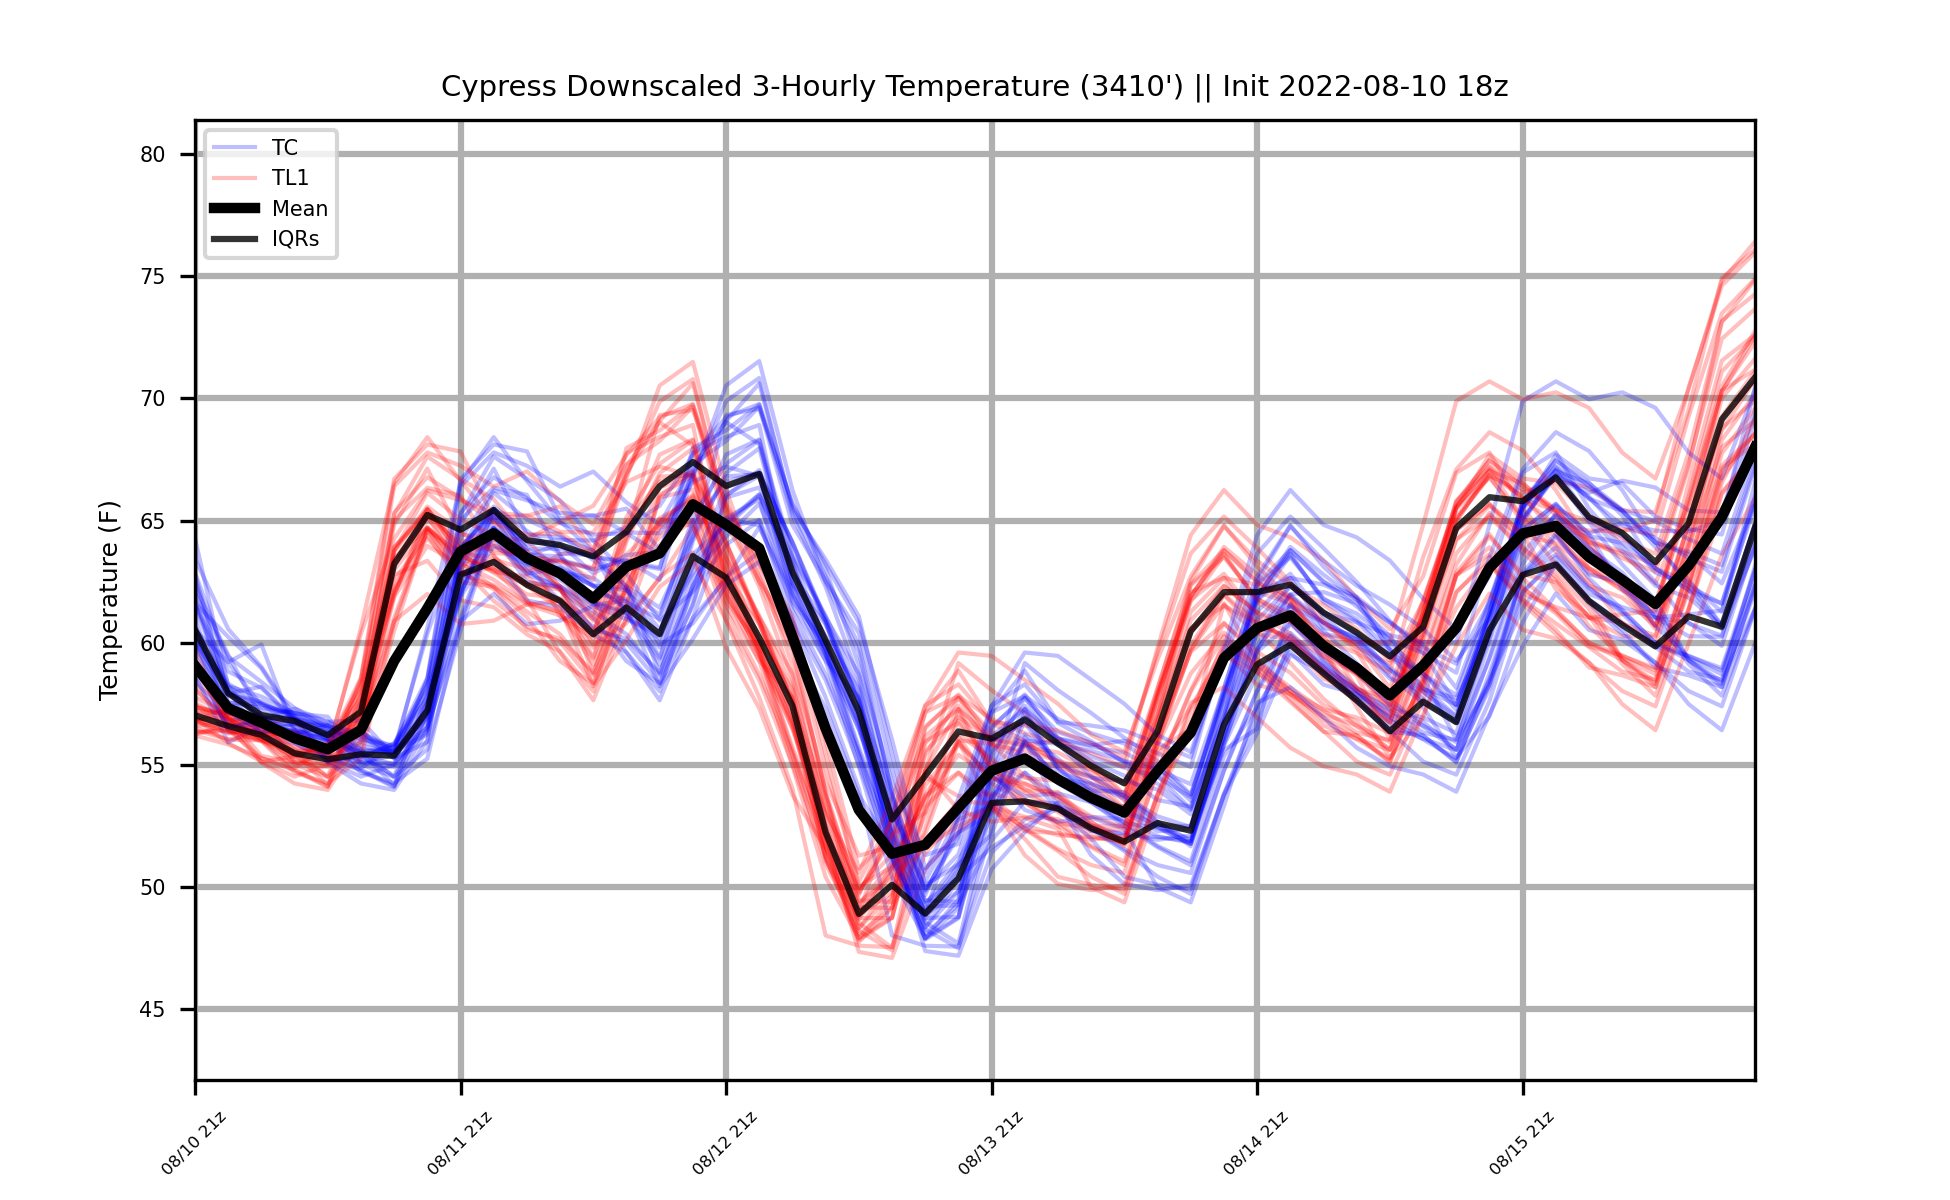 Cypress Downscaled 3-Hourly Temperature (3410') || Init 2022-08-10 18z
TC
TL1
Mean
IQRs
Temperature (F)
80
75
70
65
60
55
50
45
08/10 21z
08/11 21z
08/12 21z
08/13 21z
08/14 21z
08/15 21z